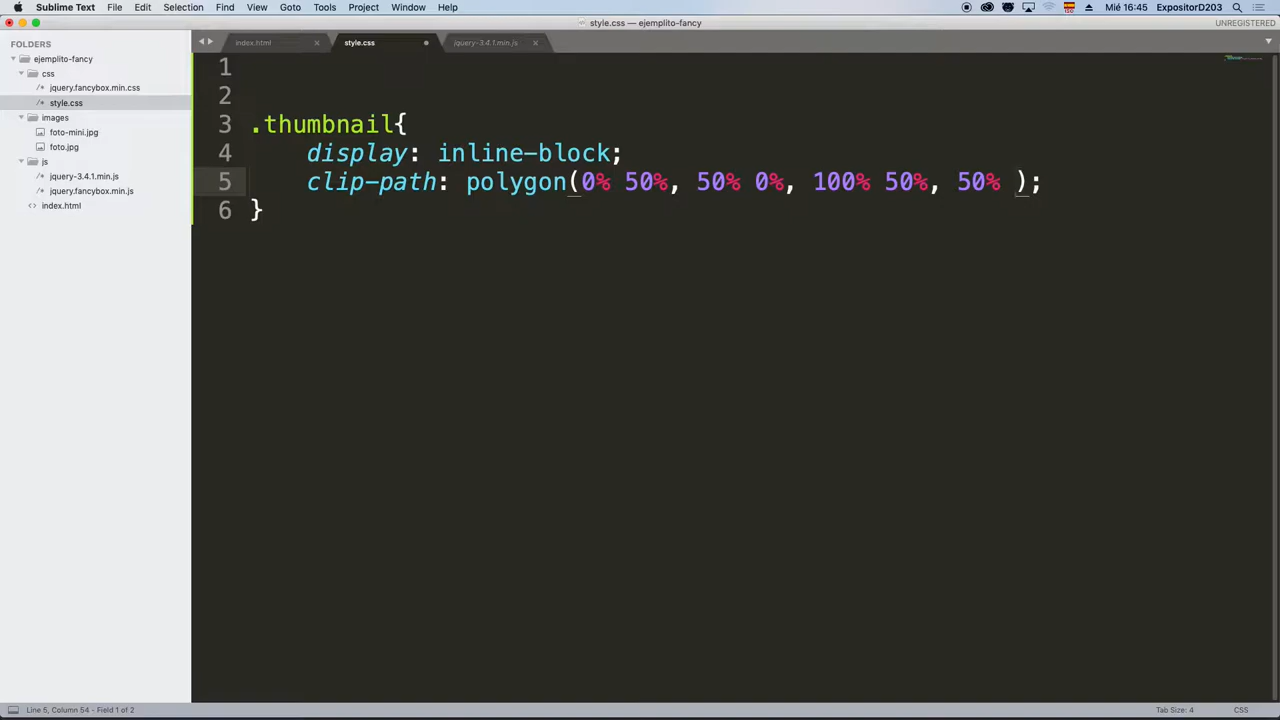 Sublime Text File Edit Selection Find View Goto Tools Project Window Help Mié 16:45 ExpositorD203
style.css — ejemplito-fancy UNREGISTERED
FOLDERS
ejemplito-fancy
css
jquery.fancybox.min.css
style.css
images
foto-mini.jpg
foto.jpg
js
jquery-3.4.1.min.js
jquery.fancybox.min.js
index.html
index.html style.css jquery-3.4.1.min.js
1
2
3 .thumbnail{
4 display: inline-block;
5 clip-path: polygon(0% 50%, 50% 0%, 100% 50%, 50% );
6 }
Line 5, Column 54 - Field 1 of 2 Tab Size: 4 CSS